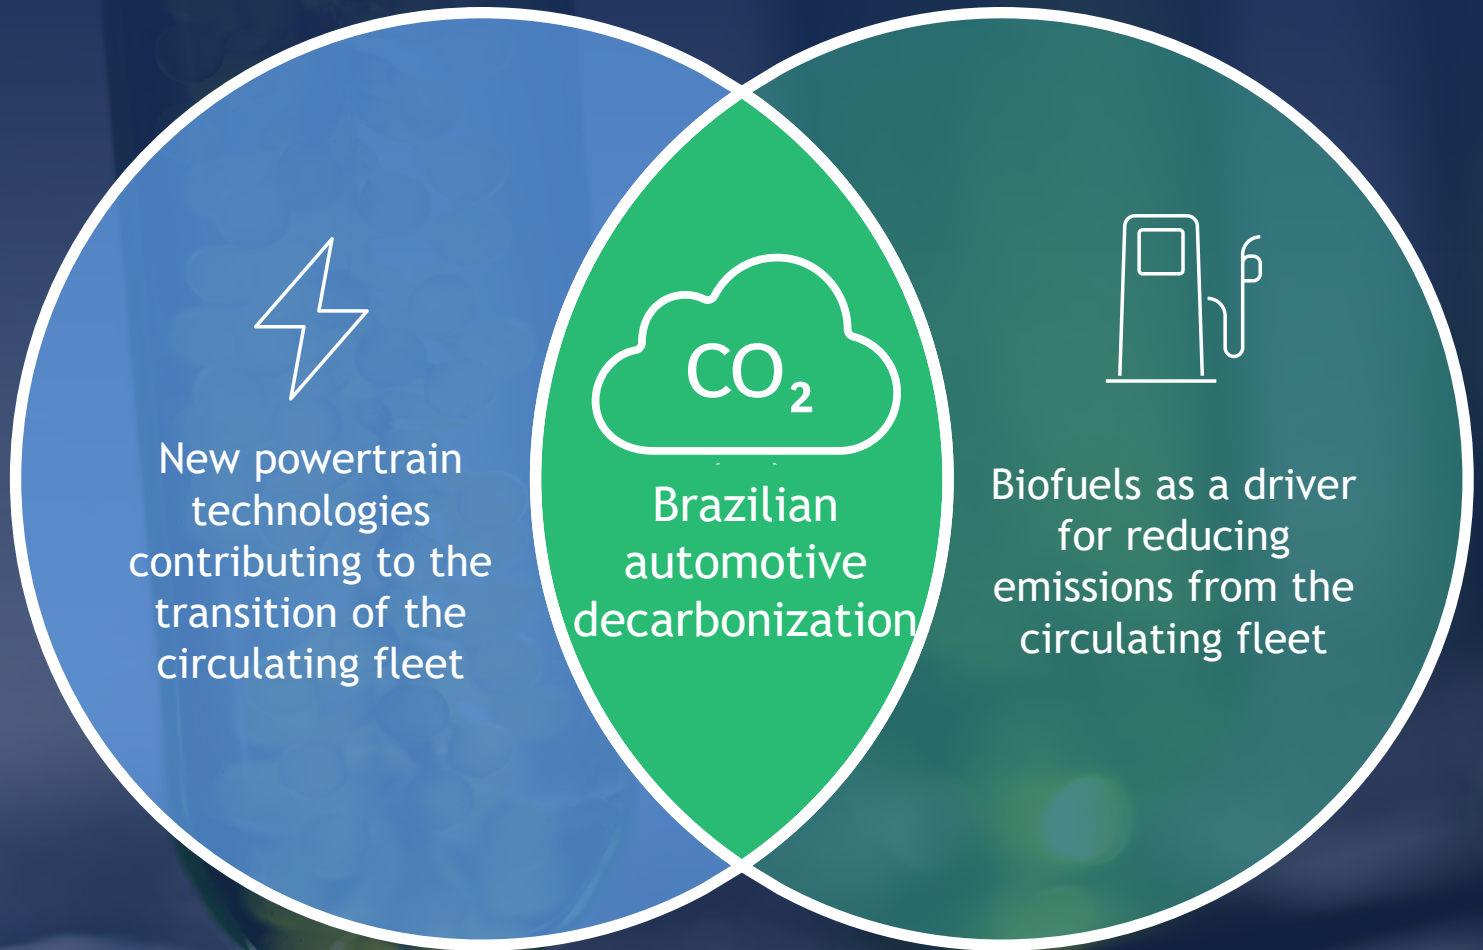 New powertrain
technologies
contributing to the
transition of the
circulating fleet
CO₂
Brazilian
automotive
decarbonization
Biofuels as a driver
for reducing
emissions from the
circulating fleet